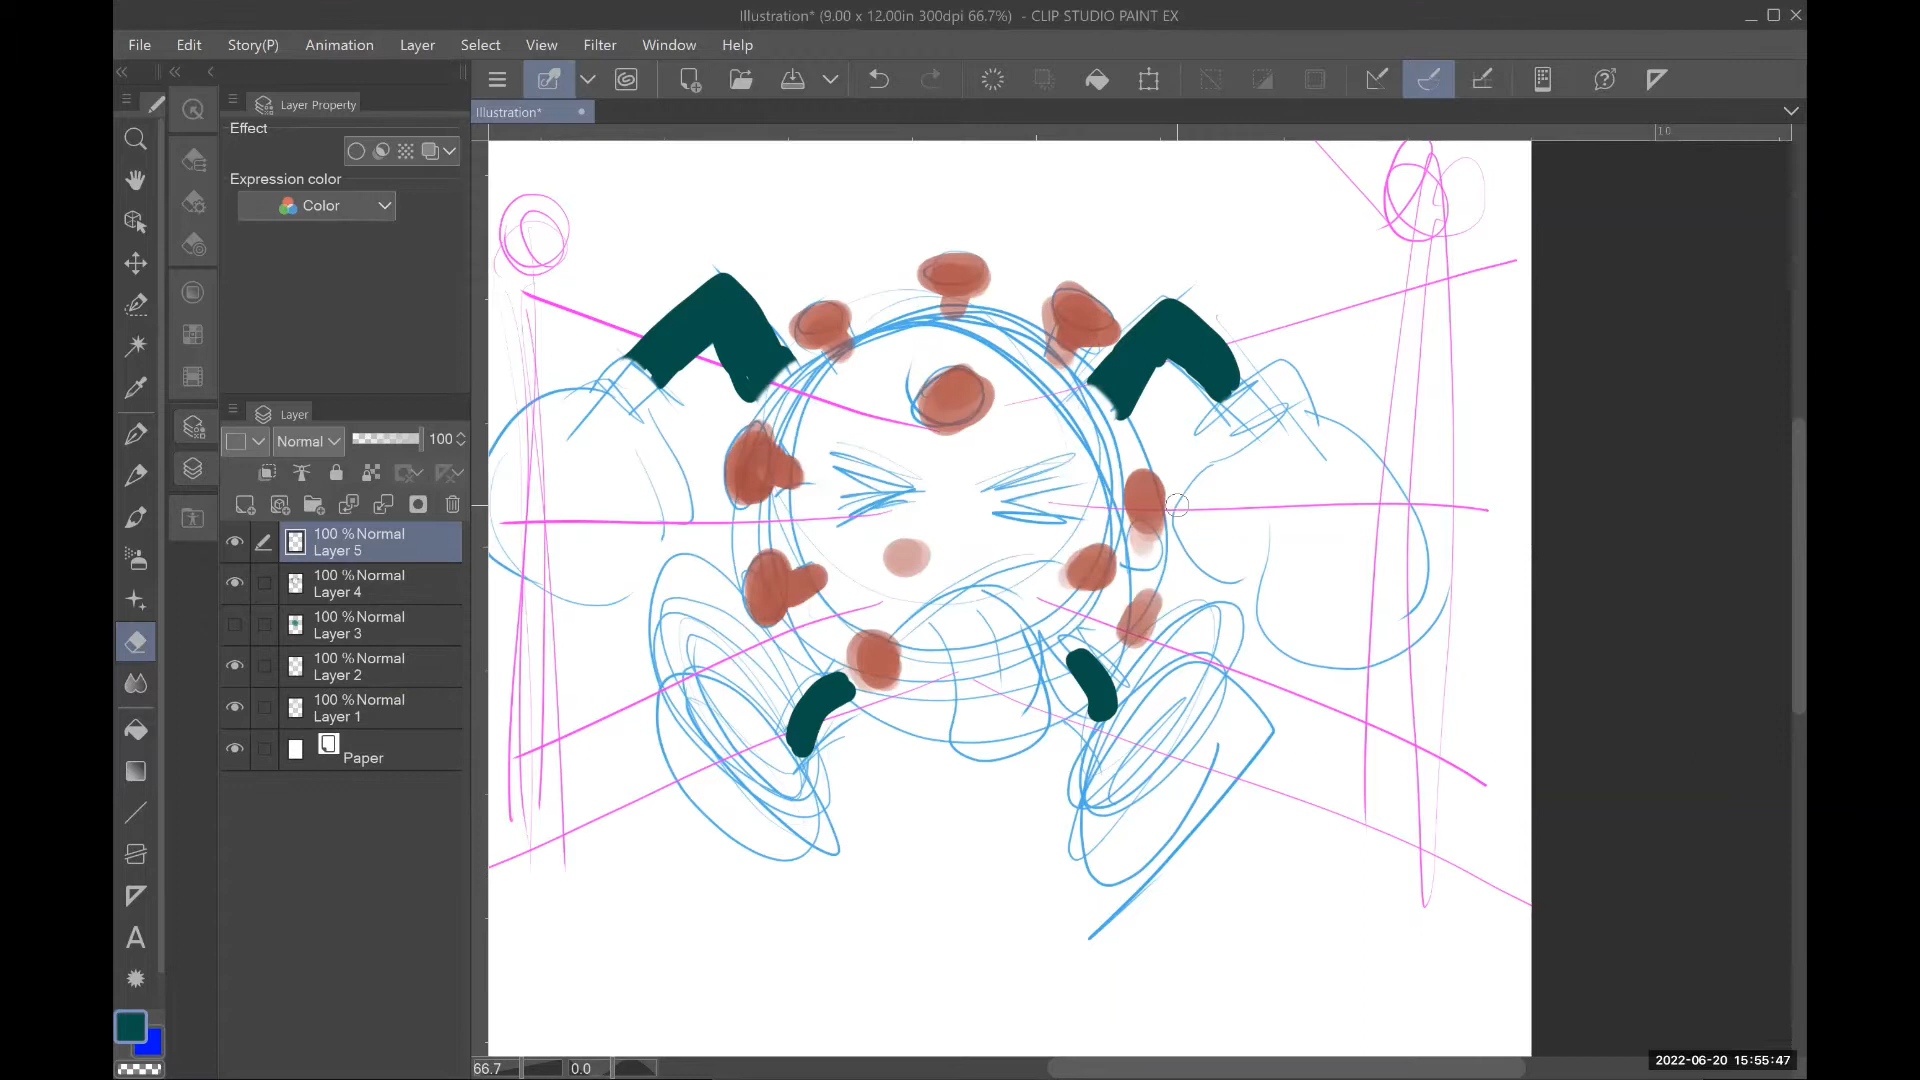 Illustration* (9.00 x 12.00in 300dpi 66.7%) - CLIP STUDIO PAINT EX
File Edit Story(P) Animation Layer Select View Filter Window Help
Layer Property
Illustration*
Effect
10
Expression color
Color
Layer
Normal 100
100 % Normal
Layer 5
100 % Normal
Layer 4
100 % Normal
Layer 3
100 % Normal
Layer 2
100 % Normal
Layer 1
Paper
A
66.7 0.0
2022-06-20 15:55:47